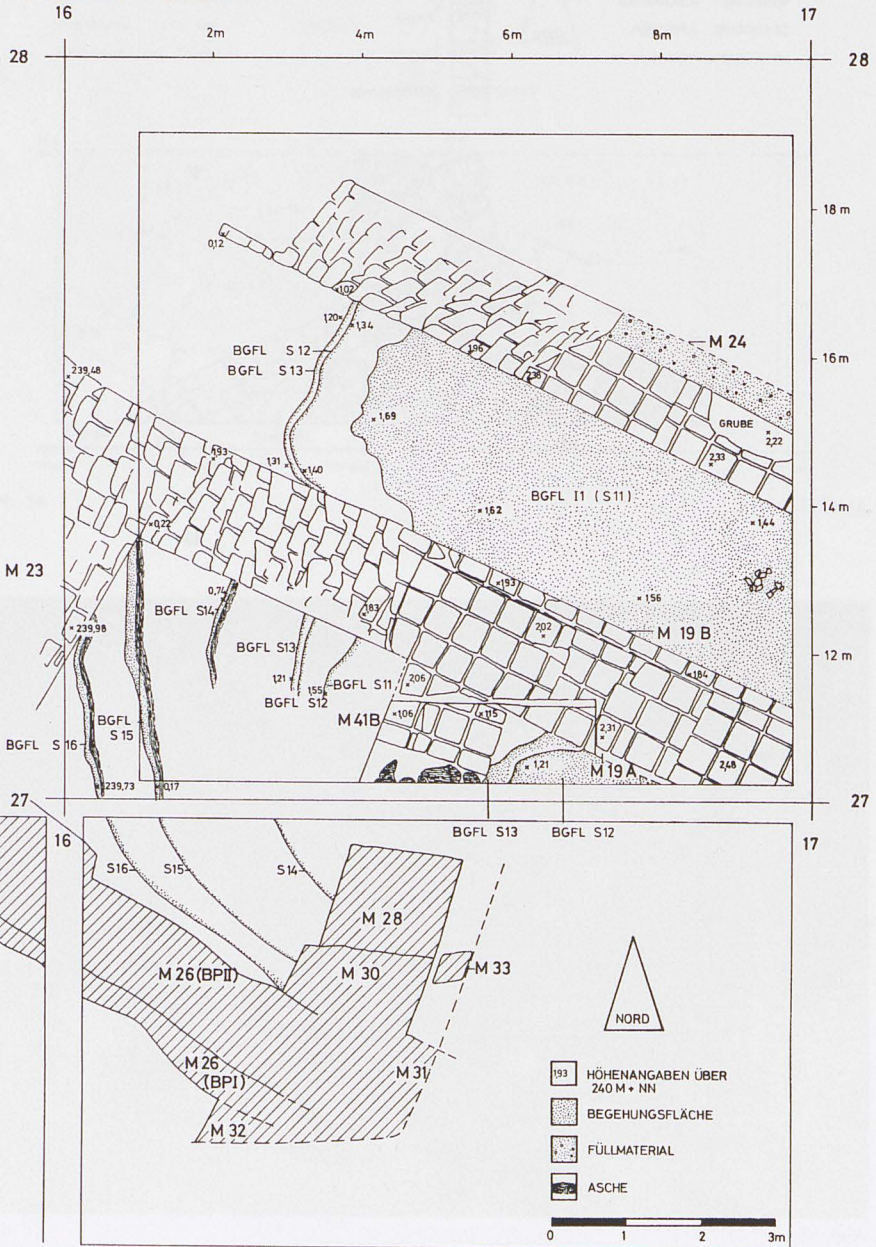 16
17
2m
4m
6m
8m
28
28
18 m
0,12
1,02
1,20
1,34
M 24
BGFL S 12
16 m
239,48
1,96
2,38
BGFL S 13
GRUBE
1,69
2,22
1,93
1,31
1,40
2,33
BGFL I1 (S11)
14 m
0,22
1,62
1,44
M 23
0,74
1,93
1,56
BGFL S14
1,83
M 19 B
239,98
2,02
12 m
BGFL S13
1,84
1,21
1,55
BGFL S11
2,06
BGFL S12
M 41B
1,06
1,15
BGFL S15
2,31
BGFL S 16
1,21
M 19 A
2,48
239,73
0,17
27
27
BGFL S13
BGFL S12
16
17
S16
S15
S14
M 28
M 26 (BPII)
M 30
M 33
NORD
M 26 (BPI)
M 31
M 32
1,93 HÖHENANGABEN ÜBER
240 M + NN
BEGEHUNGSFLÄCHE
FÜLLMATERIAL
ASCHE
0
1
2
3m